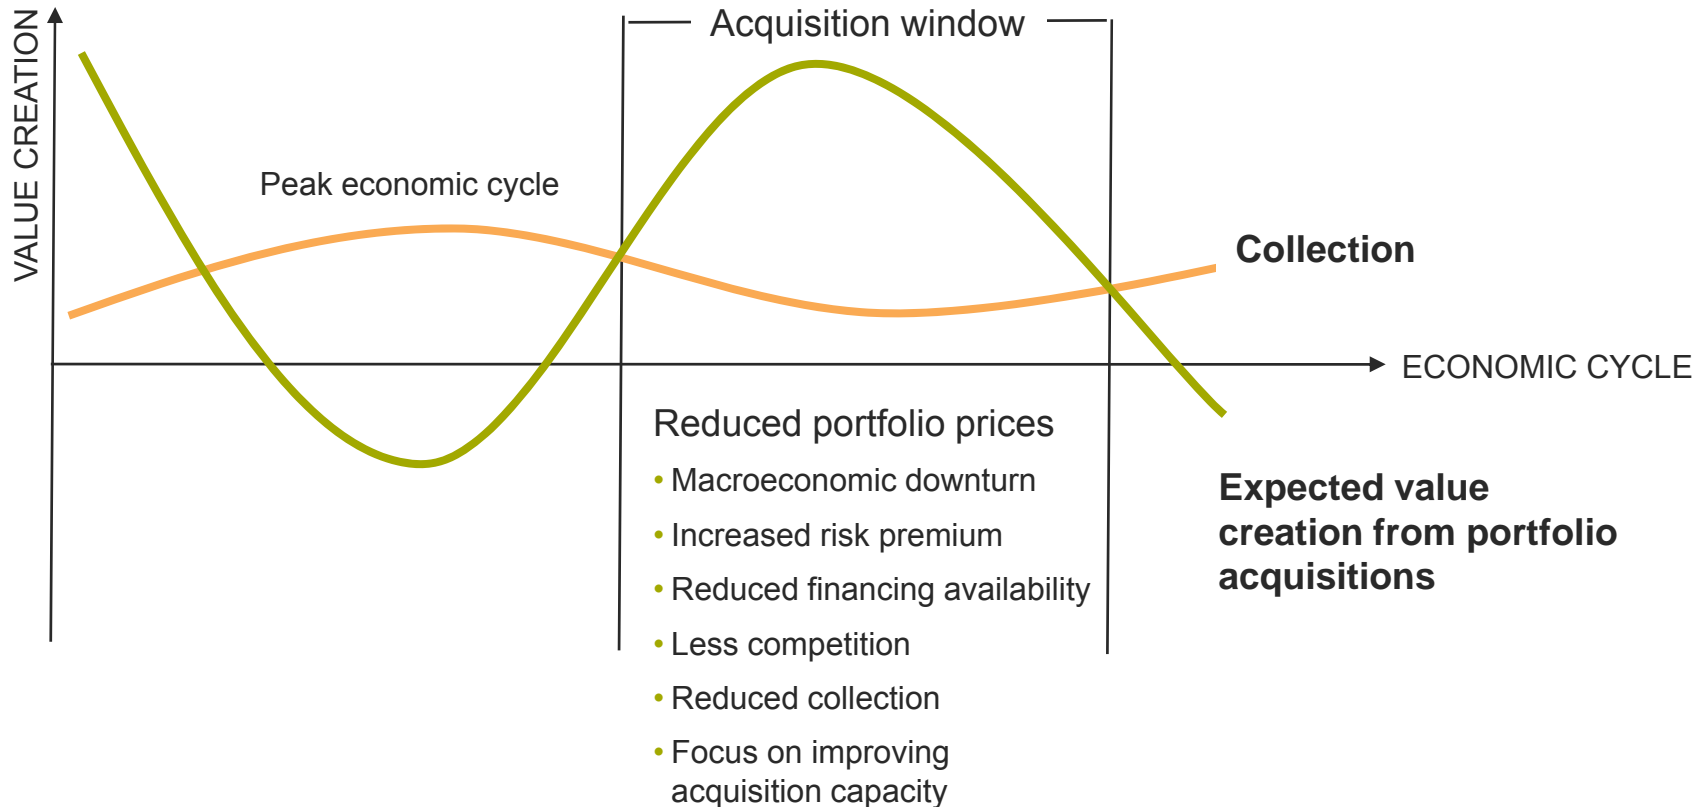 VALUE CREATION
Acquisition window
Peak economic cycle
Collection
ECONOMIC CYCLE
Reduced portfolio prices
• Macroeconomic downturn
• Increased risk premium
• Reduced financing availability
• Less competition
• Reduced collection
• Focus on improving
acquisition capacity
Expected value
creation from portfolio
acquisitions